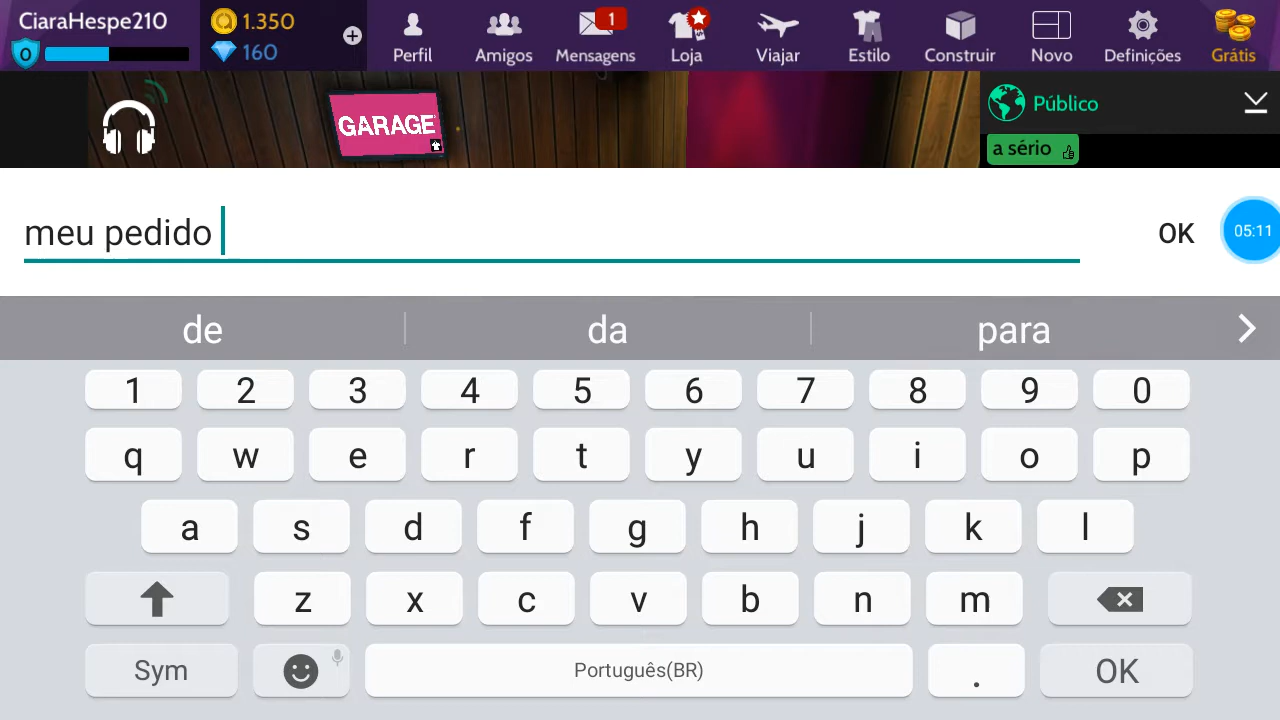 CiaraHespe210
0
1.350
160
Perfil
Amigos
1
Mensagens
Loja
Viajar
Estilo
Construir
Novo
Definições
Grátis
GARAGE
Público
a sério
meu pedido
OK
05:11
de
da
para
1 2 3 4 5 6 7 8 9 0
q w e r t y u i o p
a s d f g h j k l
z x c v b n m
Sym
Português(BR)
.
OK